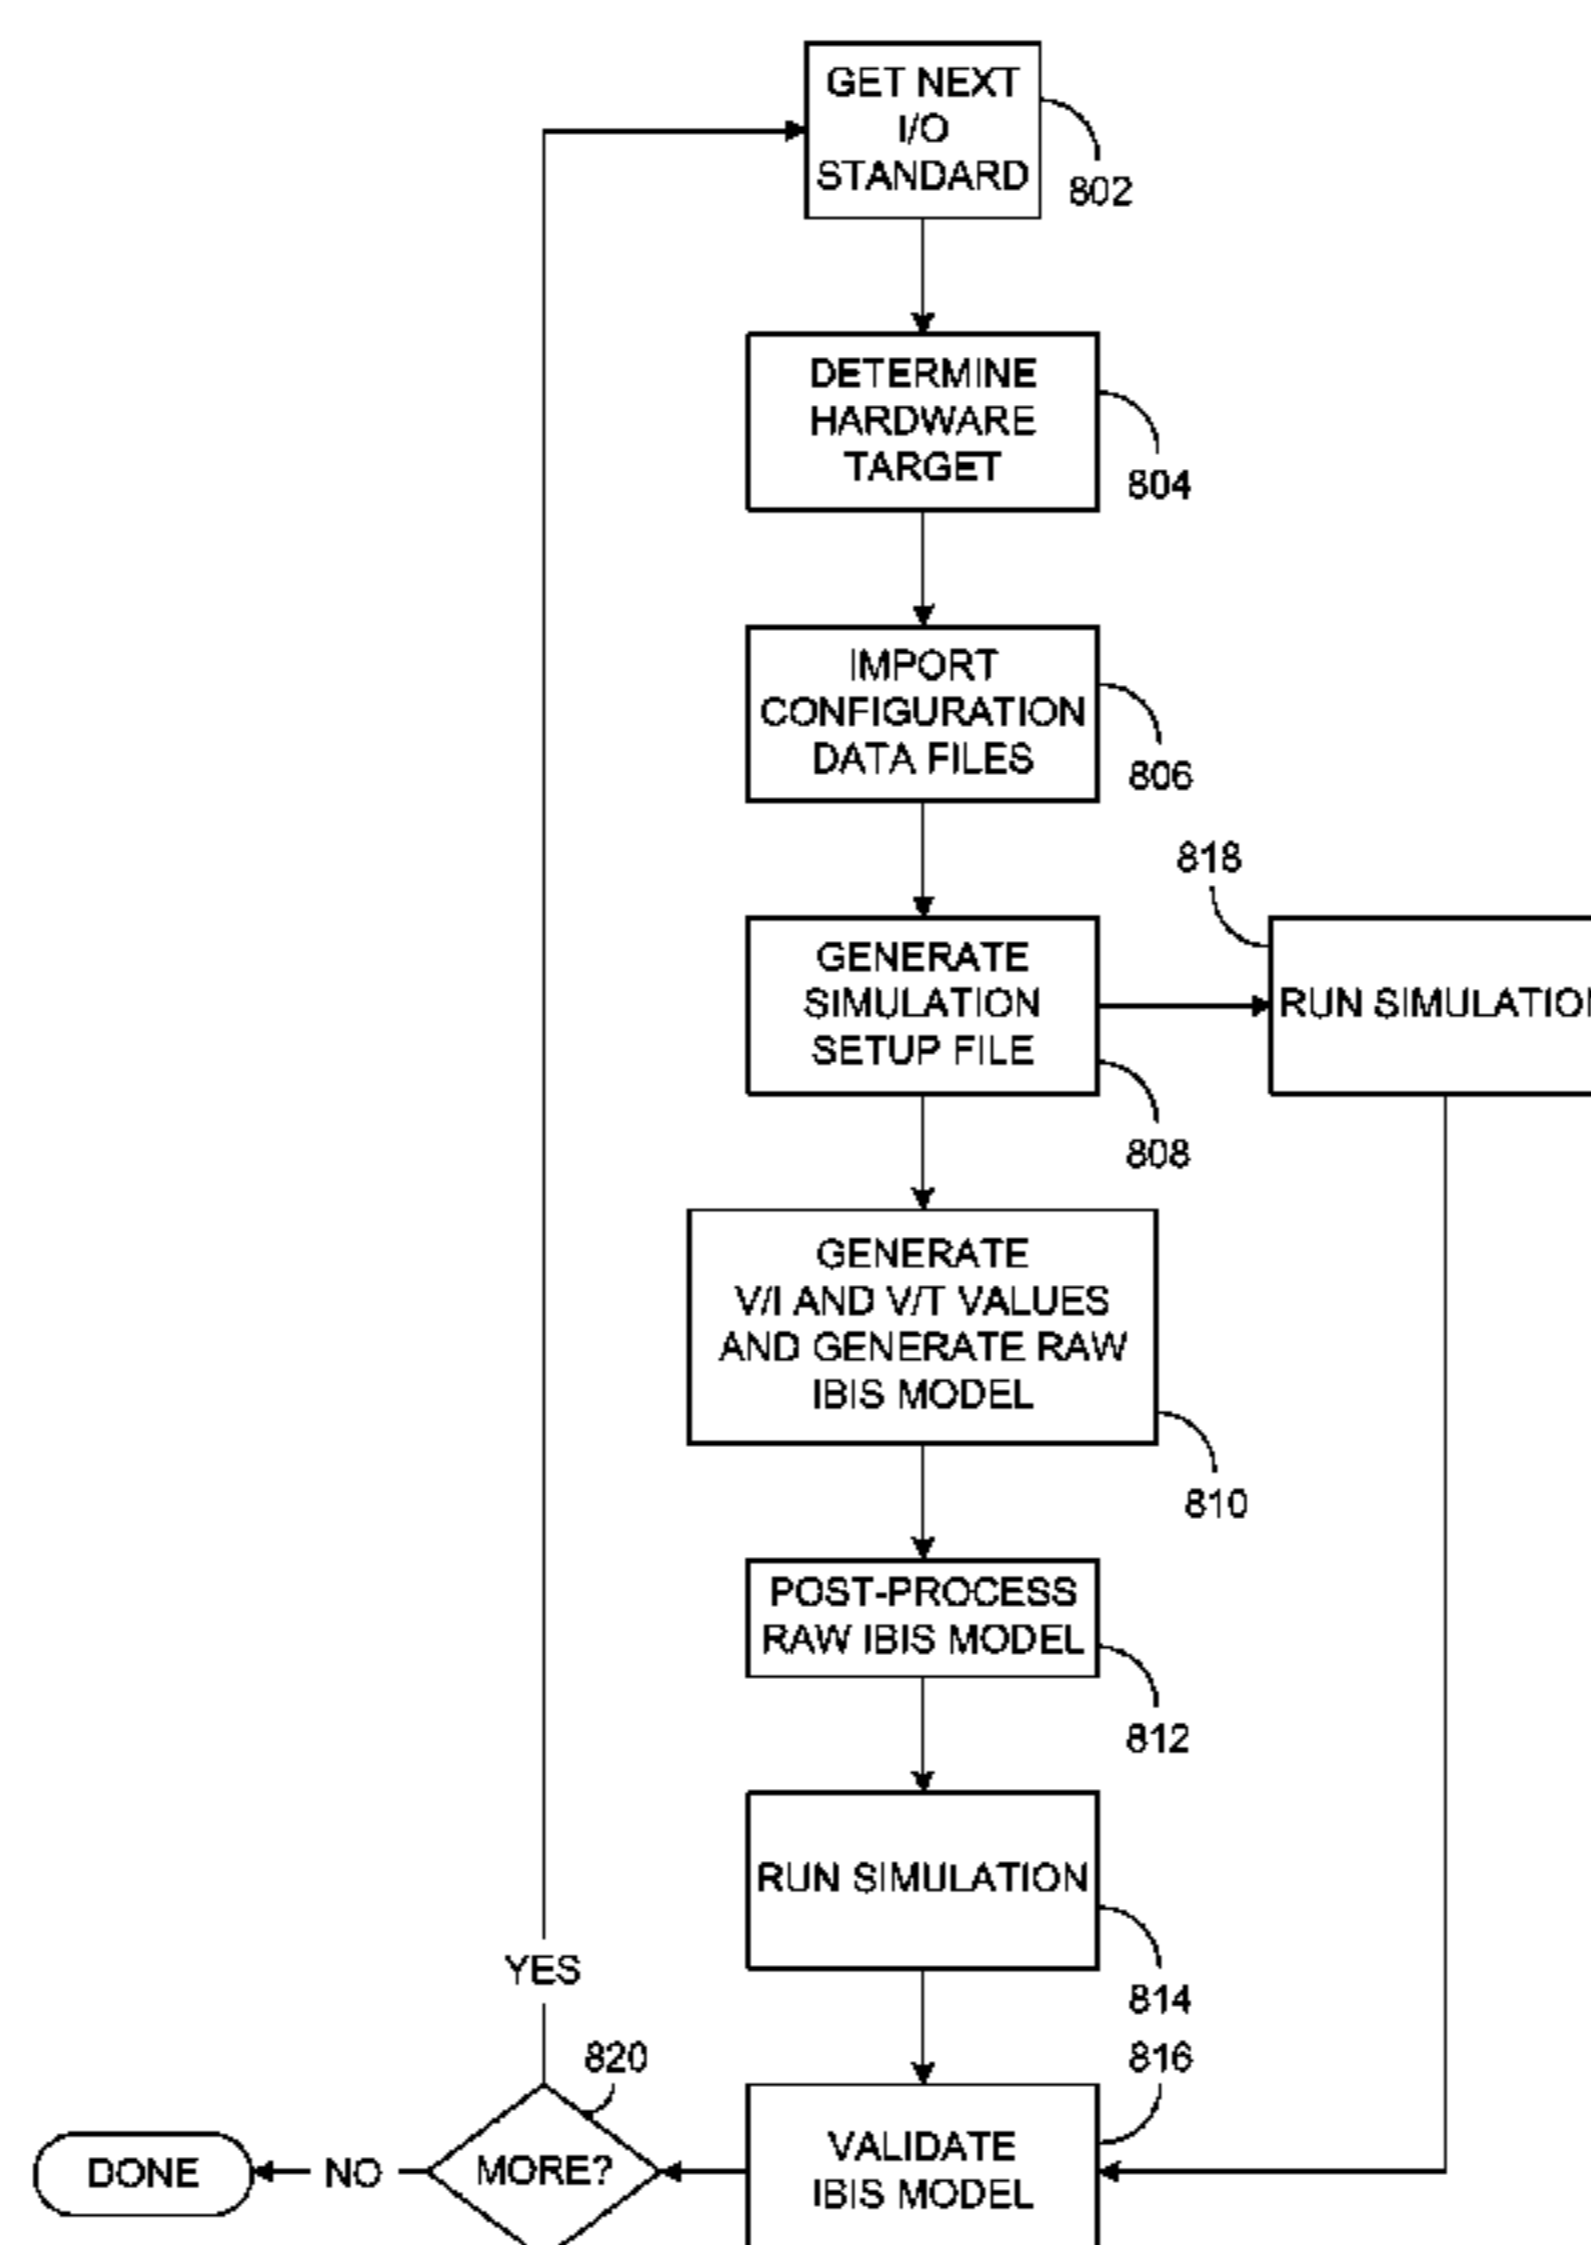 GET NEXT
I/O
STANDARD
802
DETERMINE
HARDWARE
TARGET
804
IMPORT
CONFIGURATION
DATA FILES
806
818
GENERATE
SIMULATION
SETUP FILE
808
RUN SIMULATION
GENERATE
V/I AND V/T VALUES
AND GENERATE RAW
IBIS MODEL
810
POST-PROCESS
RAW IBIS MODEL
812
RUN SIMULATION
814
YES
820
816
DONE
NO
MORE?
VALIDATE
IBIS MODEL